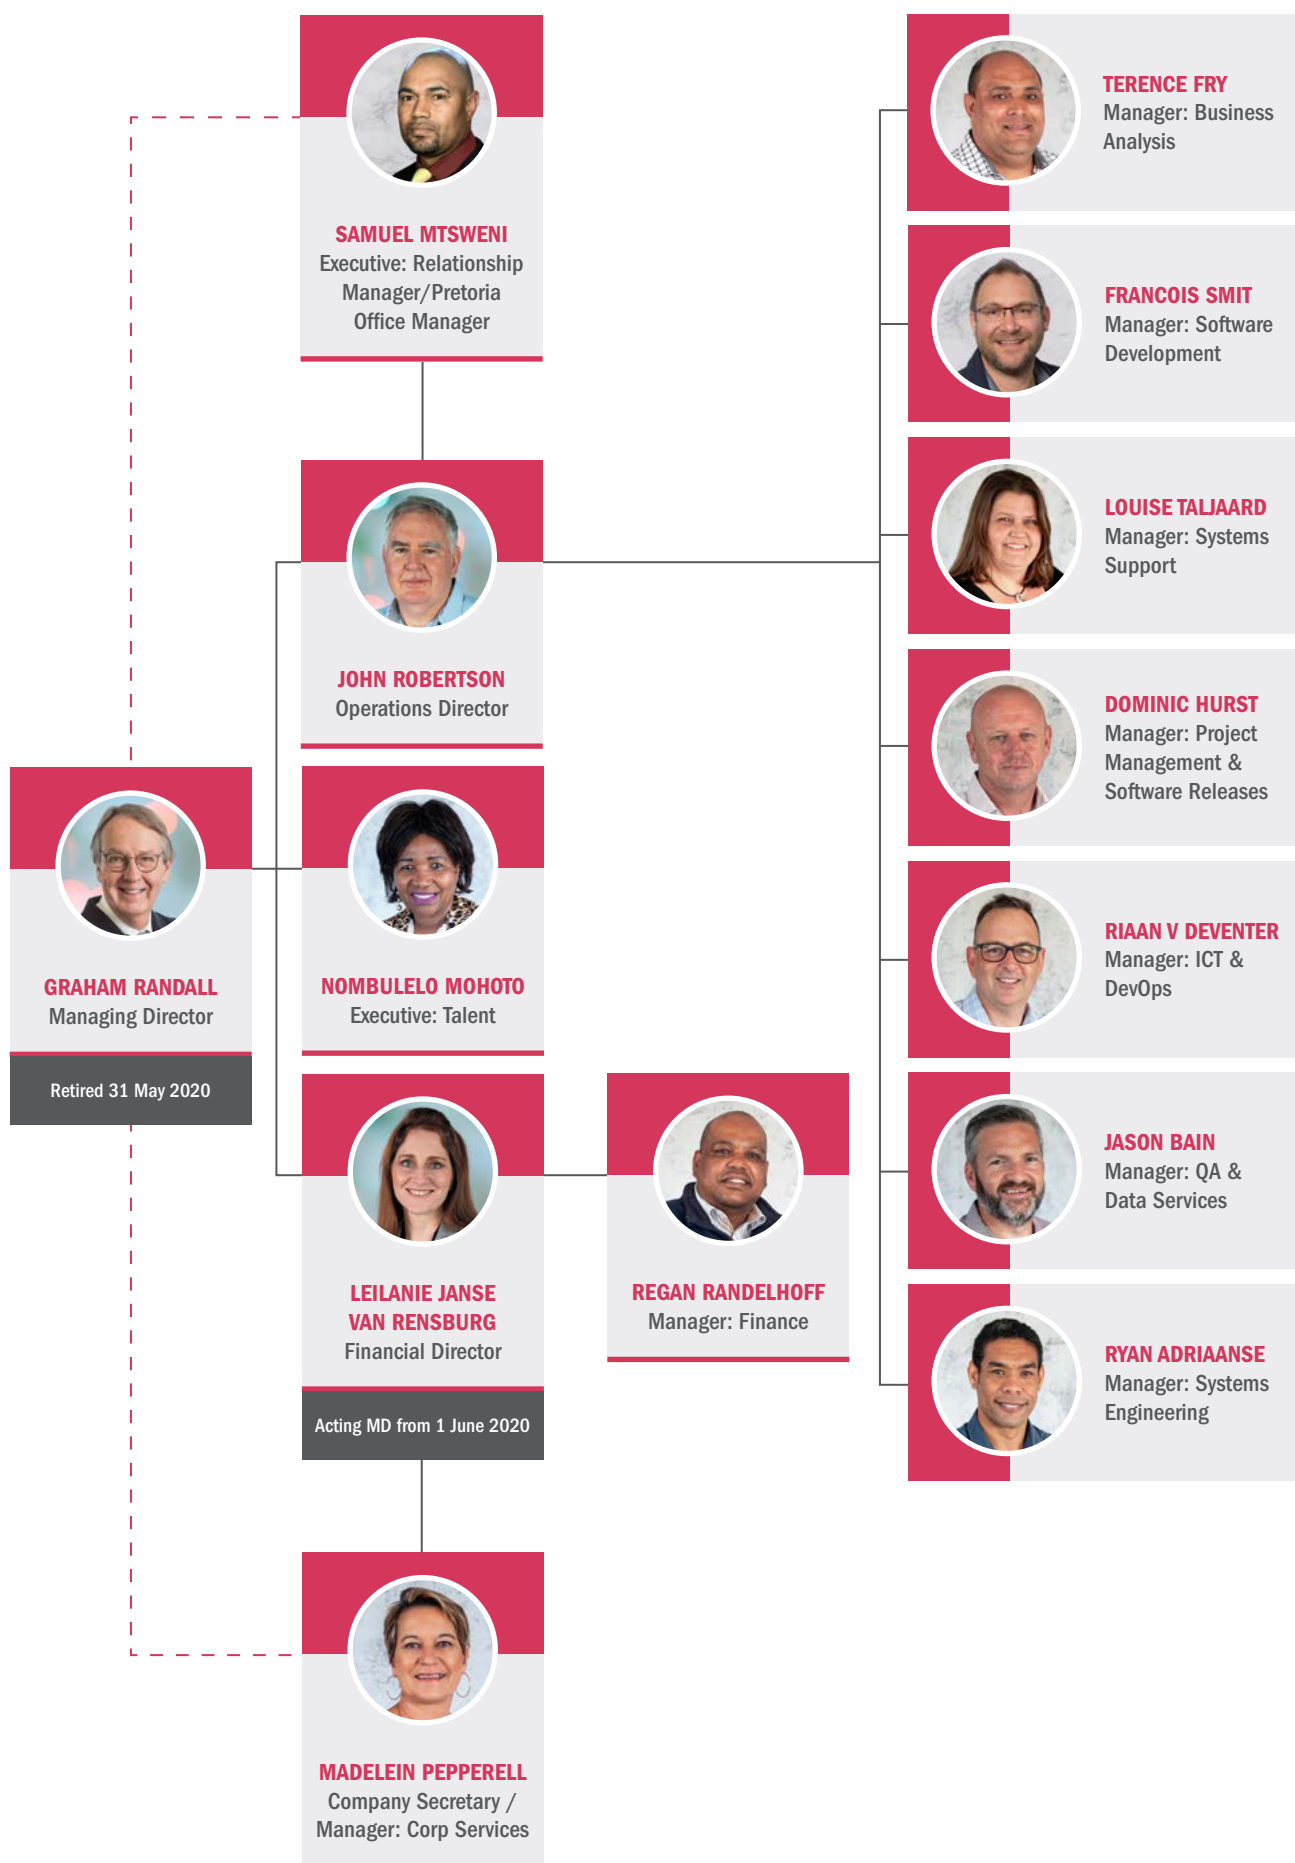 SAMUEL MTSWENI
Executive: Relationship
Manager/Pretoria
Office Manager
JOHN ROBERTSON
Operations Director
GRAHAM RANDALL
Managing Director
Retired 31 May 2020
NOMBULELO MOHOTO
Executive: Talent
LEILANIE JANSE
VAN RENSBURG
Financial Director
Acting MD from 1 June 2020
REGAN RANDELHOFF
Manager: Finance
MADELEIN PEPPERELL
Company Secretary /
Manager: Corp Services
TERENCE FRY
Manager: Business
Analysis
FRANCOIS SMIT
Manager: Software
Development
LOUISE TALJAARD
Manager: Systems
Support
DOMINIC HURST
Manager: Project
Management &
Software Releases
RIAAN V DEVENTER
Manager: ICT &
DevOps
JASON BAIN
Manager: QA &
Data Services
RYAN ADRIAANSE
Manager: Systems
Engineering